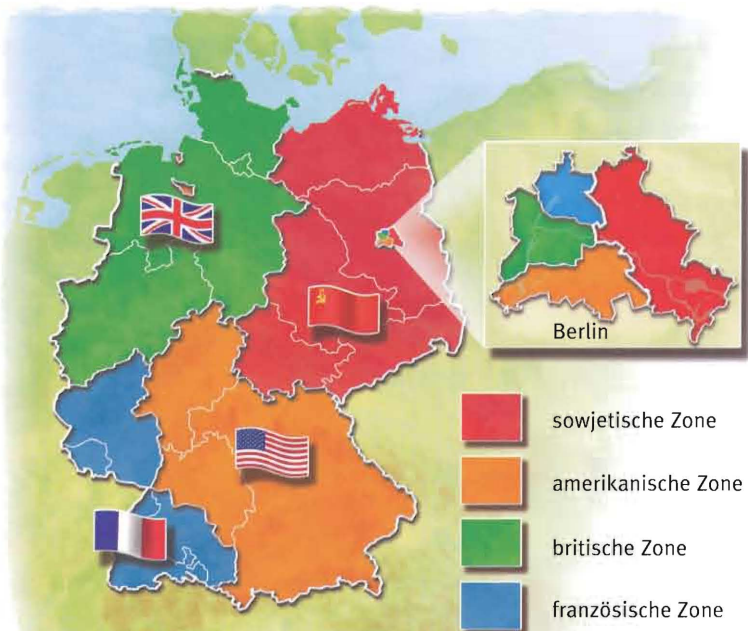 Berlin
sowjetische Zone
amerikanische Zone
britische Zone
französische Zone